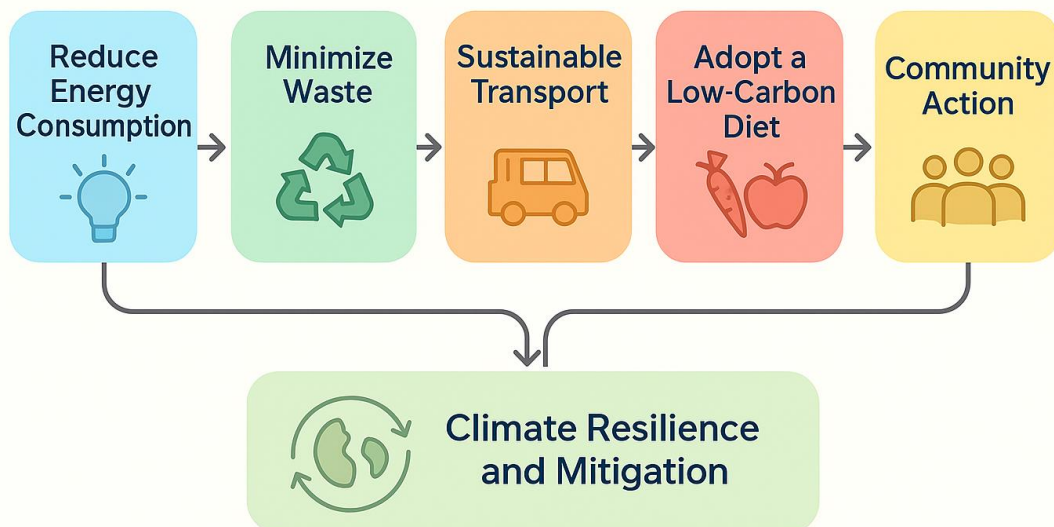 Reduce
Energy
Consumption
Minimize
Waste
Sustainable
Transport
Adopt a
Low-Carbon
Diet
Community
Action
Climate Resilience
and Mitigation